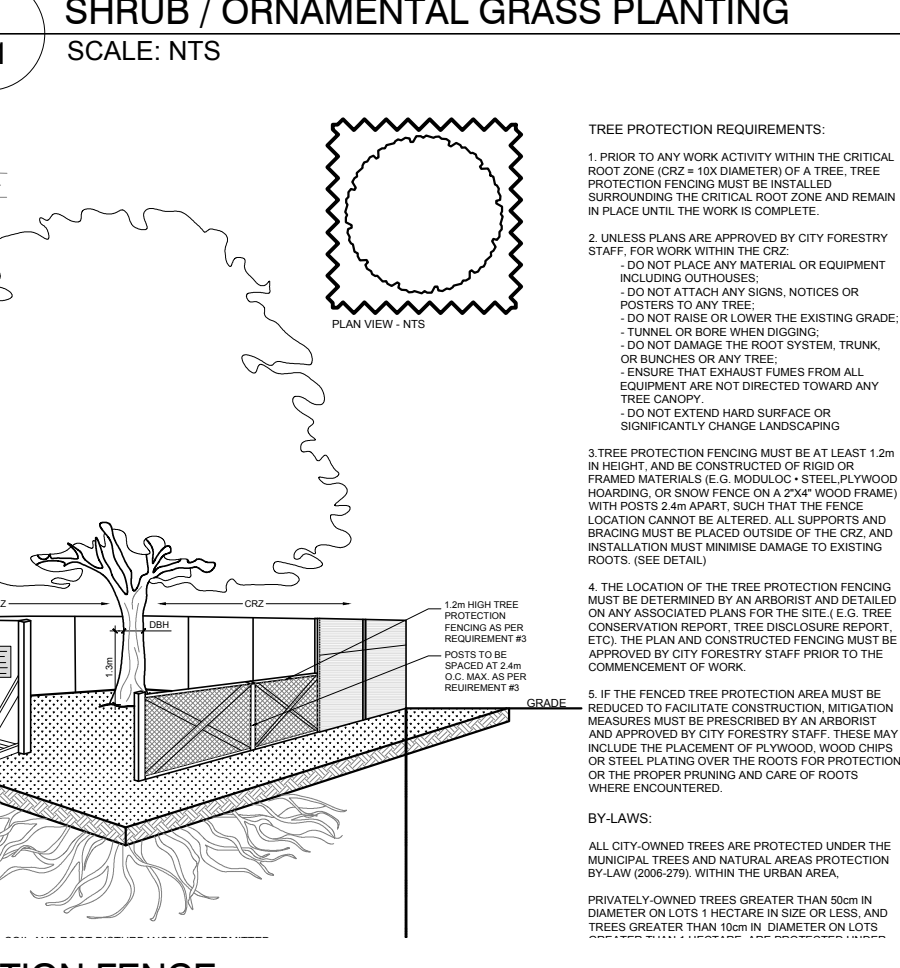 SHRUB / ORNAMENTAL GRASS PLANTING
SCALE: NTS
PLAN VIEW - NTS
CRZ
DBH
1.3m
1.2m HIGH TREE
PROTECTION
FENCING AS PER
REQUIREMENT #3
POSTS TO BE
SPACED AT 2.4m
O.C. MAX. AS PER
REUIREMENT #3
GRADE
TREE PROTECTION REQUIREMENTS:
1. PRIOR TO ANY WORK ACTIVITY WITHIN THE CRITICAL
ROOT ZONE (CRZ = 10X DIAMETER) OF A TREE, TREE
PROTECTION FENCING MUST BE INSTALLED
SURROUNDING THE CRITICAL ROOT ZONE AND REMAIN
IN PLACE UNTIL THE WORK IS COMPLETE.
2. UNLESS PLANS ARE APPROVED BY CITY FORESTRY
STAFF, FOR WORK WITHIN THE CRZ:
- DO NOT PLACE ANY MATERIAL OR EQUIPMENT
INCLUDING OUTHOUSES;
- DO NOT ATTACH ANY SIGNS, NOTICES OR
POSTERS TO ANY TREE;
- DO NOT RAISE OR LOWER THE EXISTING GRADE;
- TUNNEL OR BORE WHEN DIGGING;
- DO NOT DAMAGE THE ROOT SYSTEM, TRUNK,
OR BUNCHES OR ANY TREE;
- ENSURE THAT EXHAUST FUMES FROM ALL
EQUIPMENT ARE NOT DIRECTED TOWARD ANY
TREE CANOPY.
- DO NOT EXTEND HARD SURFACE OR
SIGNIFICANTLY CHANGE LANDSCAPING
3.TREE PROTECTION FENCING MUST BE AT LEAST 1.2m
IN HEIGHT, AND BE CONSTRUCTED OF RIGID OR
FRAMED MATERIALS (E.G. MODULOC • STEEL,PLYWOOD
HOARDING, OR SNOW FENCE ON A 2"X4" WOOD FRAME)
WITH POSTS 2.4m APART, SUCH THAT THE FENCE
LOCATION CANNOT BE ALTERED. ALL SUPPORTS AND
BRACING MUST BE PLACED OUTSIDE OF THE CRZ, AND
INSTALLATION MUST MINIMISE DAMAGE TO EXISTING
ROOTS. (SEE DETAIL)
4. THE LOCATION OF THE TREE PROTECTION FENCING
MUST BE DETERMINED BY AN ARBORIST AND DETAILED
ON ANY ASSOCIATED PLANS FOR THE SITE.( E.G. TREE
CONSERVATION REPORT, TREE DISCLOSURE REPORT,
ETC). THE PLAN AND CONSTRUCTED FENCING MUST BE
APPROVED BY CITY FORESTRY STAFF PRIOR TO THE
COMMENCEMENT OF WORK.
5. IF THE FENCED TREE PROTECTION AREA MUST BE
REDUCED TO FACILITATE CONSTRUCTION, MITIGATION
MEASURES MUST BE PRESCRIBED BY AN ARBORIST
AND APPROVED BY CITY FORESTRY STAFF. THESE MAY
INCLUDE THE PLACEMENT OF PLYWOOD, WOOD CHIPS
OR STEEL PLATING OVER THE ROOTS FOR PROTECTION
OR THE PROPER PRUNING AND CARE OF ROOTS
WHERE ENCOUNTERED.
BY-LAWS:
ALL CITY-OWNED TREES ARE PROTECTED UNDER THE
MUNICIPAL TREES AND NATURAL AREAS PROTECTION
BY-LAW (2006-279). WITHIN THE URBAN AREA,
PRIVATELY-OWNED TREES GREATER THAN 50cm IN
DIAMETER ON LOTS 1 HECTARE IN SIZE OR LESS, AND
TREES GREATER THAN 10cm IN DIAMETER ON LOTS